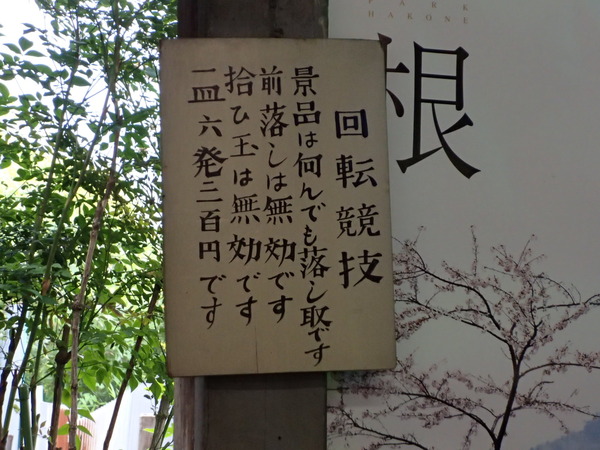 回転競技
景品は何んでも落し取です
前落しは無効です
拾ひ玉は無効です
一皿六発二百円です
根
PARK
HAKONE